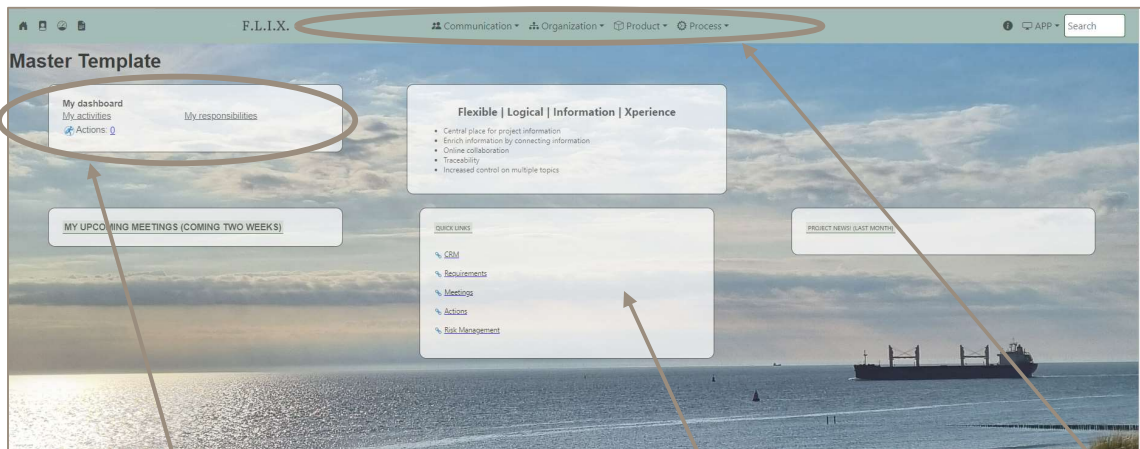 F.L.I.X. Communication Organization Product Process APP Search
Master Template
My dashboard
My activities My responsibilities
Actions: 0
Flexible | Logical | Information | Xperience
Central place for project information
Enrich information by connecting information
Online collaboration
Traceability
Increased control on multiple topics
MY UPCOMING MEETINGS (COMING TWO WEEKS)
QUICK LINKS
CRM
Requirements
Meetings
Actions
Risk Management
PROJECT NEWS! (LAST MONTH)